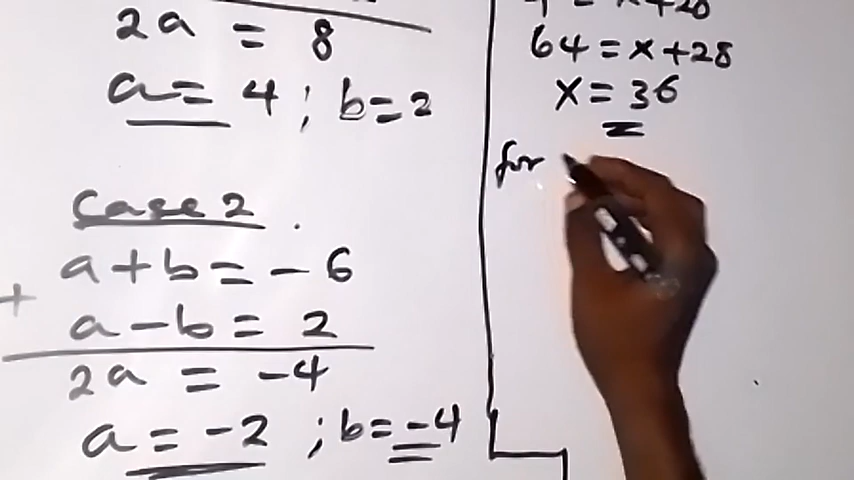 2a = 8
a = 4 ; b = 2
Case 2
a + b = - 6
+ a - b = 2
2a = -4
a = -2 ; b = -4
64 = x + 28
x = 36
for